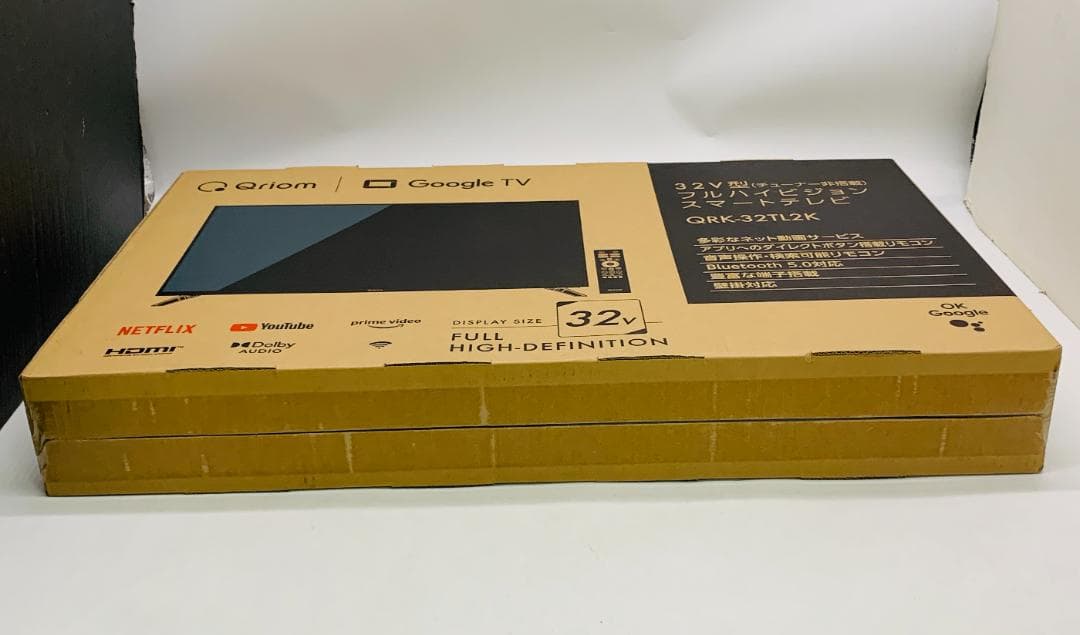 Qriom | Google TV
32V型(チューナー非搭載)
フルハイビジョン
スマートテレビ
QRK-32TL2K
多彩なネット動画サービス
アプリへのダイレクトボタン搭載リモコン
音声操作・検索可能リモコン
Bluetooth 5.0対応
豊富な端子搭載
壁掛対応
NETFLIX YouTube prime video
HDMI Dolby AUDIO
DISPLAY SIZE 32V
FULL
HIGH-DEFINITION
OK
Google